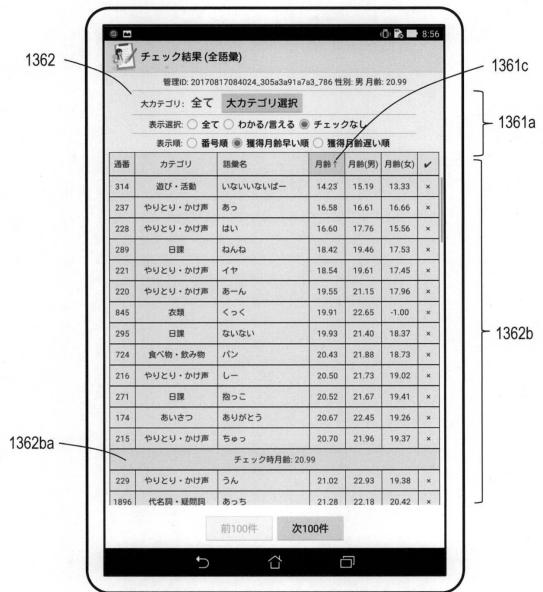 8:56
チェック結果 (全語彙)
管理ID: 20170817084024_305a3a91a7a3_786 性別: 男 月齢: 20.99
大カテゴリ: 全て 大カテゴリ選択
表示選択: 全て わかる/言える チェックなし
表示順: 番号順 獲得月齢早い順 獲得月齢遅い順
通番 カテゴリ 語彙名 月齢↑ 月齢(男) 月齢(女) ✔
314 遊び・活動 いないいないばー 14.23 15.19 13.33 ×
237 やりとり・かけ声 あっ 16.58 16.61 16.66 ×
228 やりとり・かけ声 はい 16.60 17.76 15.56 ×
289 日課 ねんね 18.42 19.46 17.53 ×
221 やりとり・かけ声 イヤ 18.54 19.61 17.45 ×
220 やりとり・かけ声 あーん 19.55 21.15 17.96 ×
845 衣類 くっく 19.91 22.65 -1.00 ×
295 日課 ないない 19.93 21.40 18.37 ×
724 食べ物・飲み物 パン 20.43 21.88 18.73 ×
216 やりとり・かけ声 しー 20.50 21.73 19.02 ×
271 日課 抱っこ 20.52 21.67 19.41 ×
174 あいさつ ありがとう 20.67 22.45 19.26 ×
215 やりとり・かけ声 ちゅっ 20.70 21.96 19.37 ×
チェック時月齢: 20.99
229 やりとり・かけ声 うん 21.02 22.93 19.38 ×
1896 代名詞・疑問詞 あっち 21.28 22.18 20.42 ×
前100件 次100件
1362
1361c
1361a
1362b
1362ba